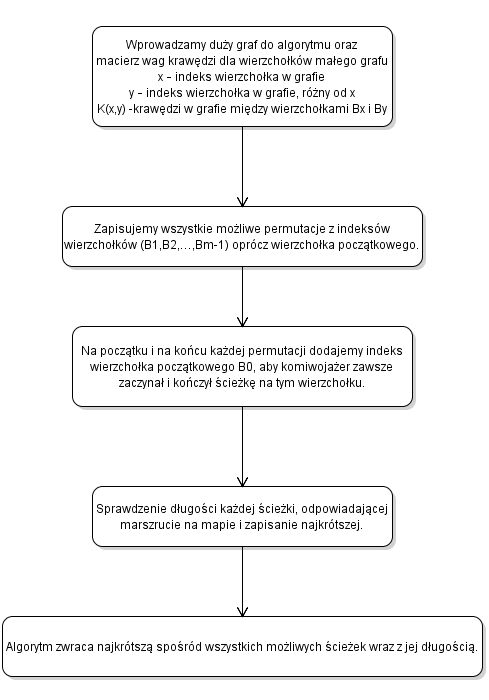 Wprowadzamy duży graf do algorytmu oraz
macierz wag krawędzi dla wierzchołków małego grafu
x – indeks wierzchołka w grafie
y – indeks wierzchołka w grafie, różny od x
K(x,y) -krawędzi w grafie między wierzchołkami Bx i By
Zapisujemy wszystkie możliwe permutacje z indeksów
wierzchołków (B1,B2,...,Bm-1) oprócz wierzchołka początkowego.
Na początku i na końcu każdej permutacji dodajemy indeks
wierzchołka początkowego B0, aby komiwojażer zawsze
zaczynał i kończył ścieżkę na tym wierzchołku.
Sprawdzenie długości każdej ścieżki, odpowiadającej
marszrucie na mapie i zapisanie najkrótszej.
Algorytm zwraca najkrótszą spośród wszystkich możliwych ścieżek wraz z jej długością.